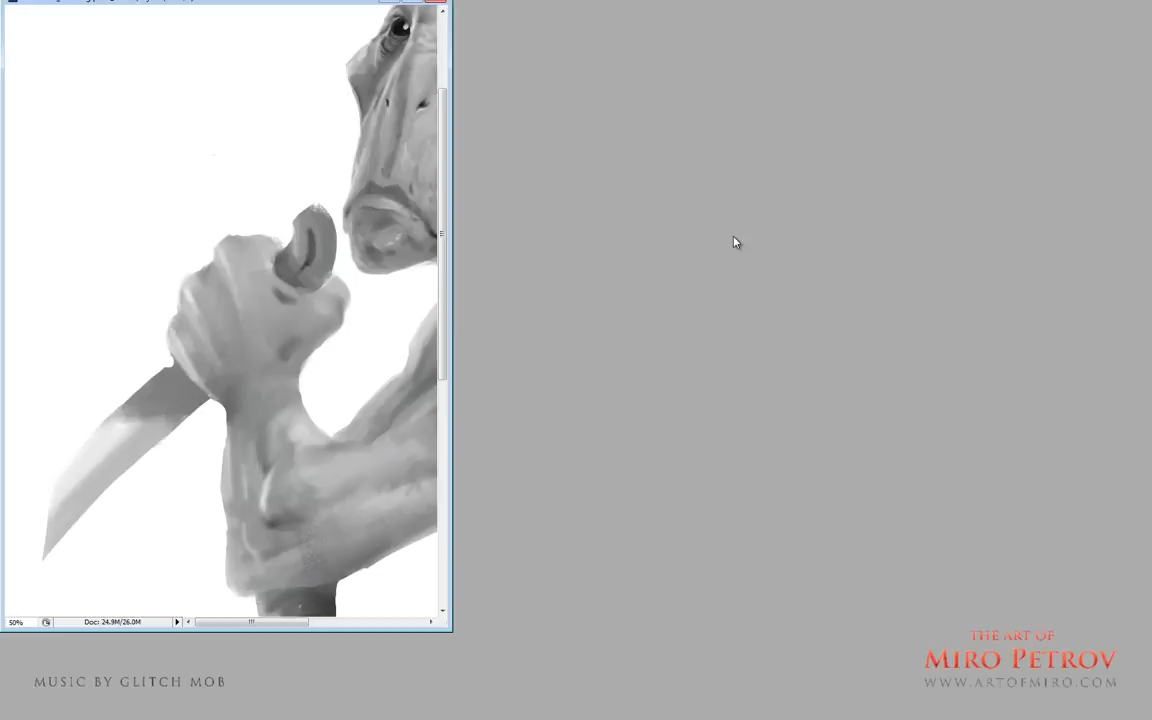 50%
Doc: 24.9M/26.0M
THE ART OF
MIRO PETROV
WWW.ARTOFMIRO.COM
MUSIC BY GLITCH MOB